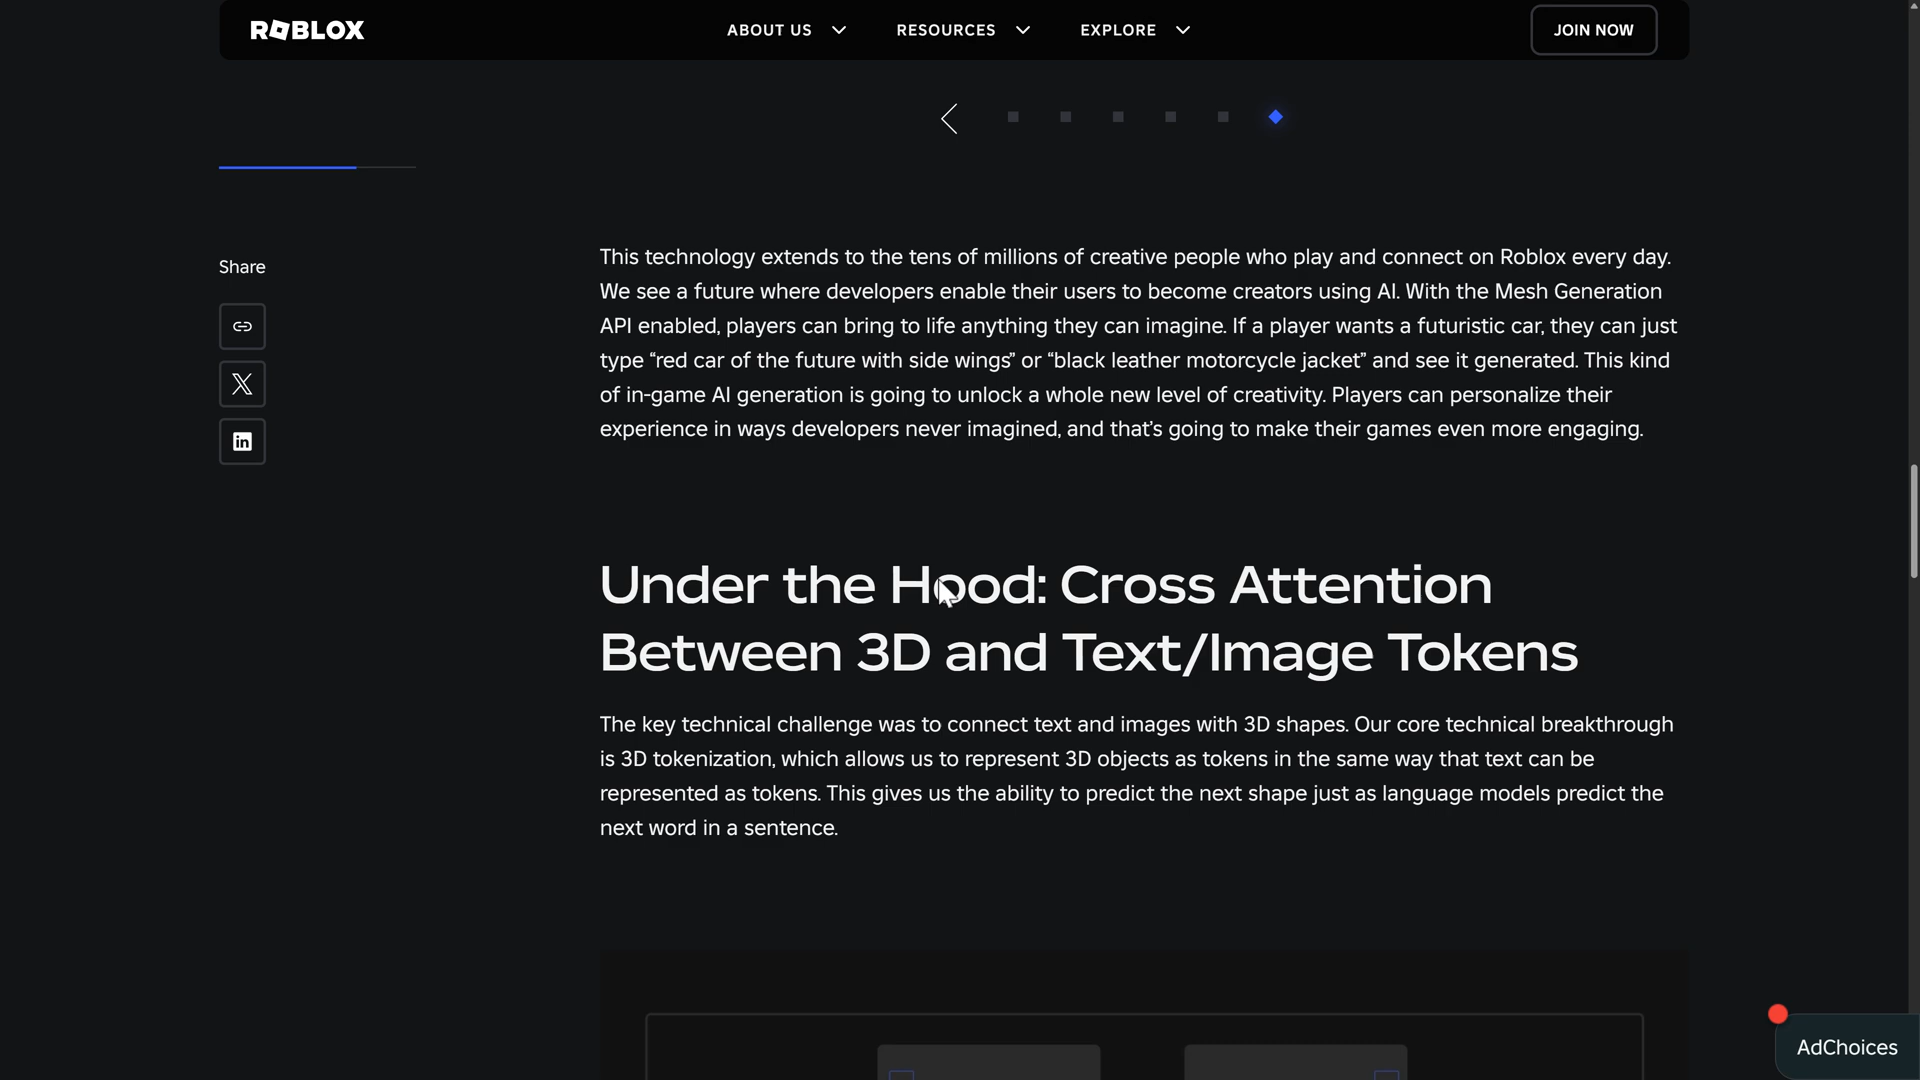 ROBLOX
ABOUT US
RESOURCES
EXPLORE
JOIN NOW
Share
This technology extends to the tens of millions of creative people who play and connect on Roblox every day.
We see a future where developers enable their users to become creators using AI. With the Mesh Generation
API enabled, players can bring to life anything they can imagine. If a player wants a futuristic car, they can just
type “red car of the future with side wings” or “black leather motorcycle jacket” and see it generated. This kind
of in-game AI generation is going to unlock a whole new level of creativity. Players can personalize their
experience in ways developers never imagined, and that’s going to make their games even more engaging.
Under the Hood: Cross Attention
Between 3D and Text/Image Tokens
The key technical challenge was to connect text and images with 3D shapes. Our core technical breakthrough
is 3D tokenization, which allows us to represent 3D objects as tokens in the same way that text can be
represented as tokens. This gives us the ability to predict the next shape just as language models predict the
next word in a sentence.
AdChoices